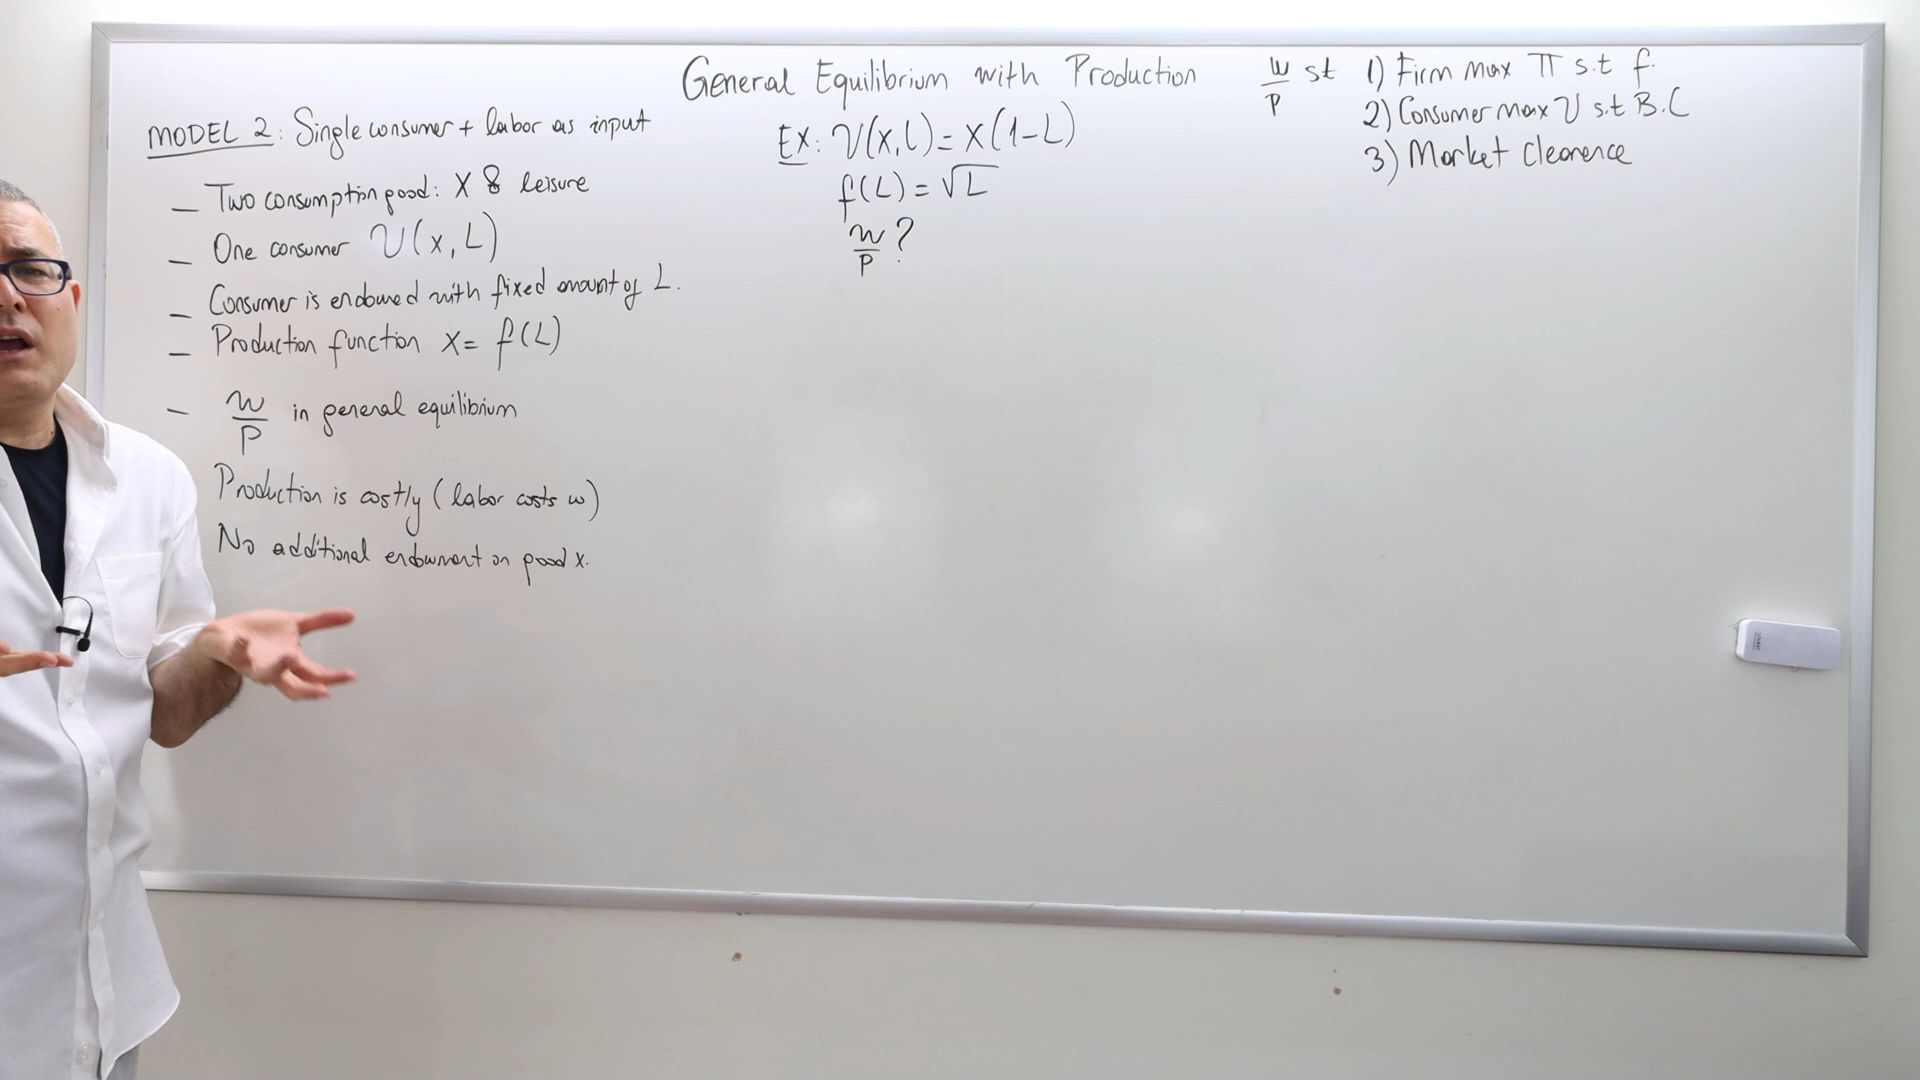 General Equilibrium with Production
MODEL 2: Single consumer + labor as input
— Two consumption good: X & leisure
— One consumer U(x, L)
— Consumer is endowed with fixed amount of L.
— Production function X = f(L)
— w/P in general equilibrium
Production is costly (labor costs w)
No additional endowment on good x.
EX: U(X,L) = X(1-L)
f(L) = √L
w/P ?
w/P st 1) Firm max π s.t f.
2) Consumer max U s.t B.C
3) Market Clearence